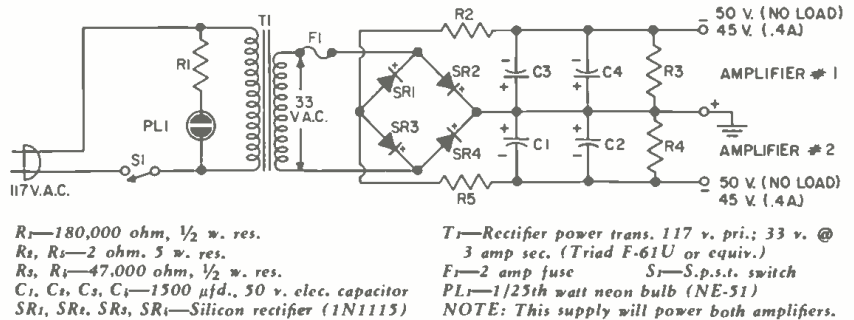 R2
– 50 V. (NO LOAD)
45 V. (.4A)
T1
F1
R1
SR1
SR2
C3
C4
R3
AMPLIFIER # 1
33
V A.C.
+
PL1
SR3
SR4
C1
C2
R4
AMPLIFIER # 2
S1
117 V. A.C.
R5
– 50 V. (NO LOAD)
45 V. (.4A)
R1—180,000 ohm, 1/2 w. res.
R2, R5—2 ohm. 5 w. res.
R3, R4—47,000 ohm, 1/2 w. res.
C1, C2, C3, C4—1500 µfd., 50 v. elec. capacitor
SR1, SR2, SR3, SR4—Silicon rectifier (1N1115)
T1—Rectifier power trans. 117 v. pri.; 33 v. @
3 amp sec. (Triad F-61U or equiv.)
F1—2 amp fuse S1—S.p.s.t. switch
PL1—1/25th watt neon bulb (NE-51)
NOTE: This supply will power both amplifiers.